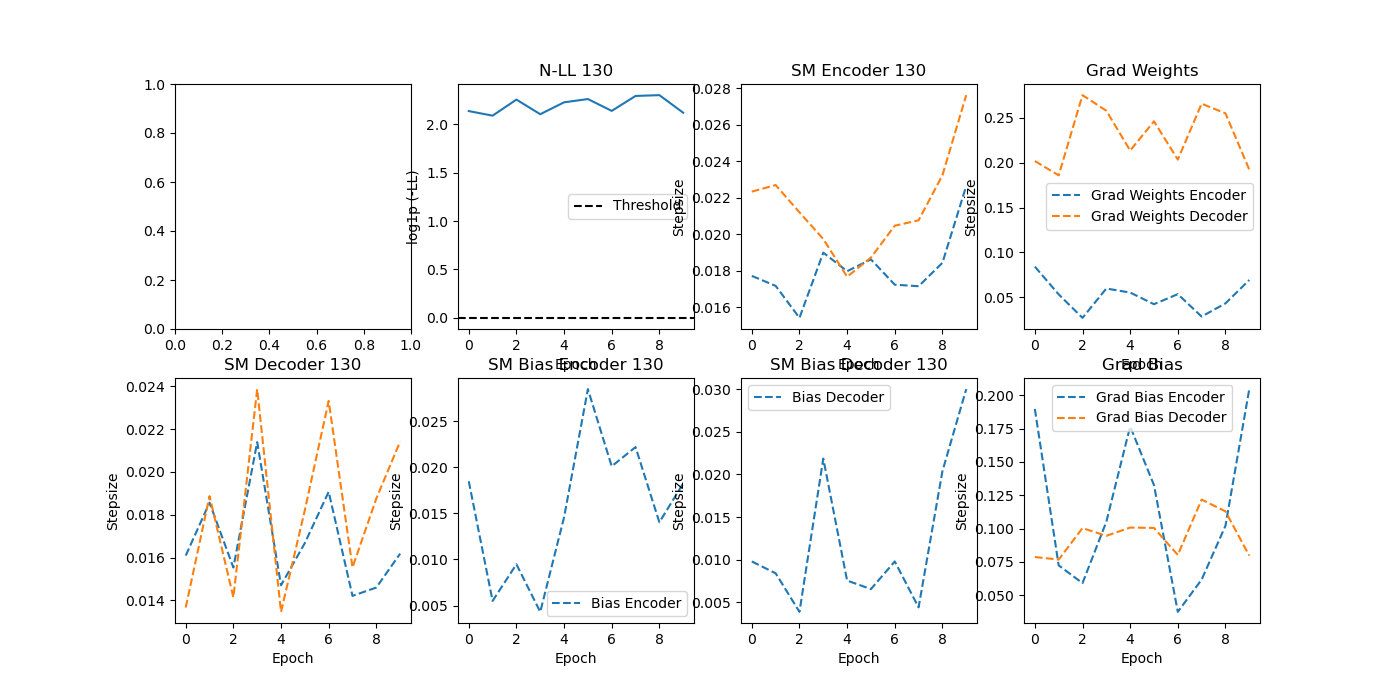 N-LL 130
SM Encoder 130
Grad Weights
1.0
0.8
0.6
0.4
0.2
0.0
0.0 0.2 0.4 0.6 0.8 1.0
log1p (-LL)
2.0
1.5
1.0
0.5
0.0
Threshold
0 2 4 6 8
Epoch
Stepsize
0.028
0.026
0.024
0.022
0.020
0.018
0.016
0 2 4 6 8
Epoch
Stepsize
0.25
0.20
0.15
0.10
0.05
Grad Weights Encoder
Grad Weights Decoder
0 2 4 6 8
Epoch
SM Decoder 130
SM Bias Encoder 130
SM Bias Decoder 130
Grad Bias
Stepsize
0.024
0.022
0.020
0.018
0.016
0.014
0 2 4 6 8
Epoch
Stepsize
0.025
0.020
0.015
0.010
0.005
Bias Encoder
0 2 4 6 8
Epoch
Stepsize
0.030
0.025
0.020
0.015
0.010
0.005
Bias Decoder
0 2 4 6 8
Epoch
Stepsize
0.200
0.175
0.150
0.125
0.100
0.075
0.050
Grad Bias Encoder
Grad Bias Decoder
0 2 4 6 8
Epoch